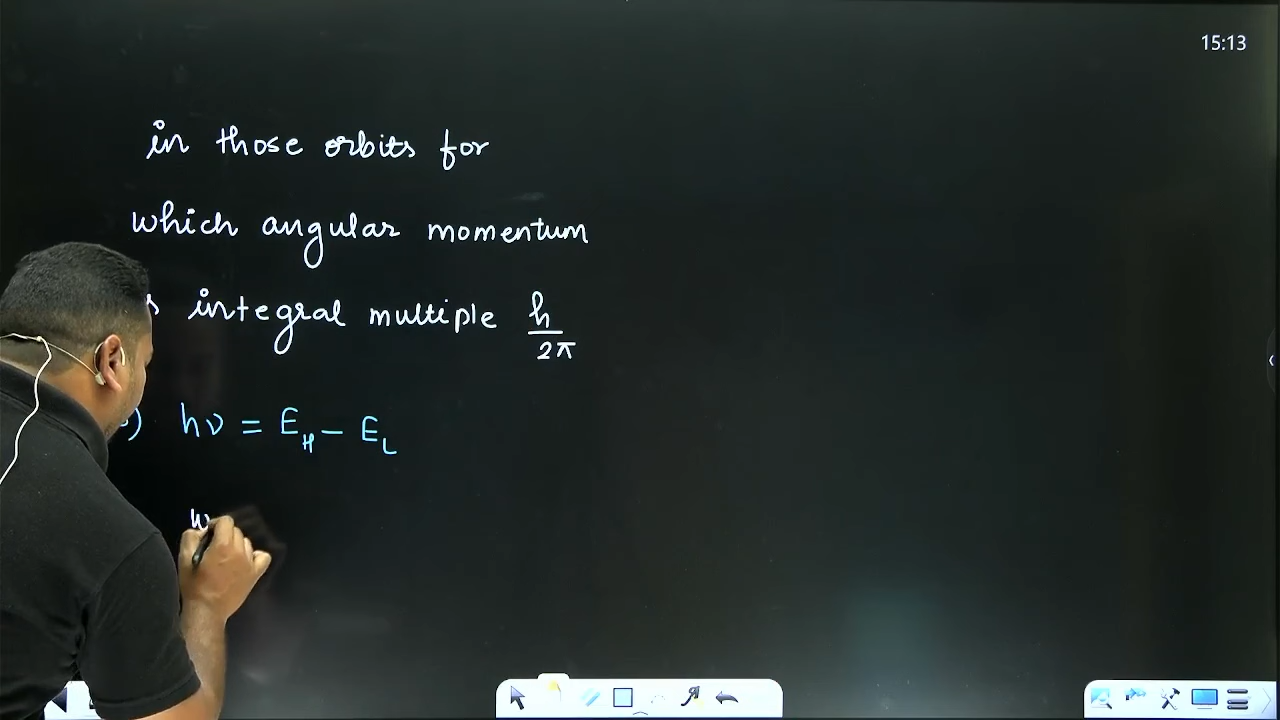 15:13
in those orbits for
which angular momentum
integral multiple h/2π
hν = E_H - E_L